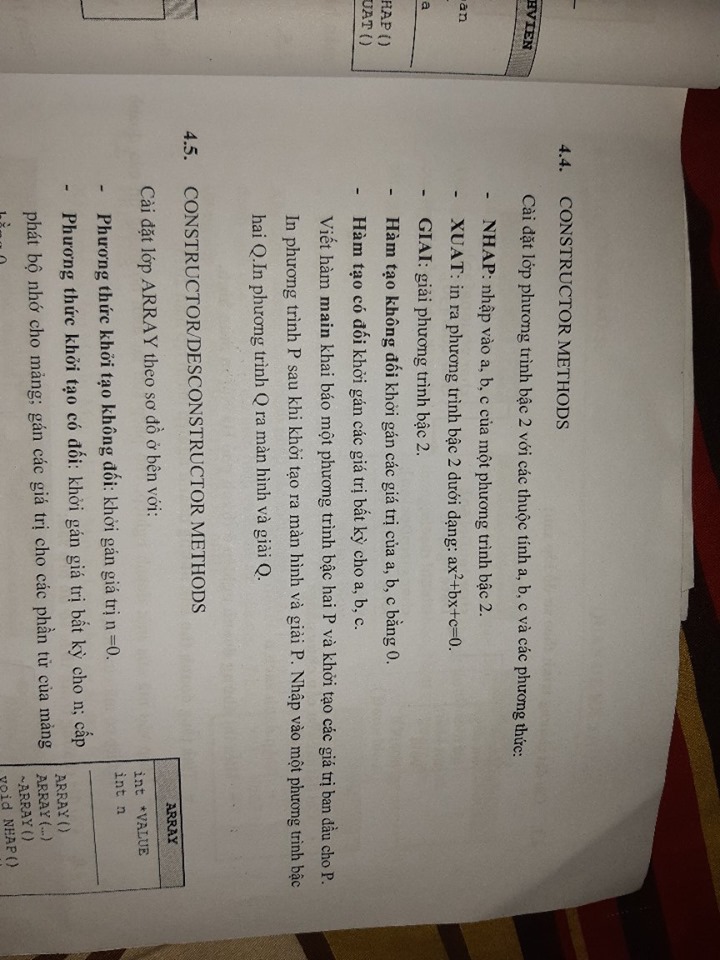 HVIEN
an
a
HAP()
UAT()
4.4. CONSTRUCTOR METHODS
Cài đặt lớp phương trình bậc 2 với các thuộc tính a, b, c và các phương thức:
- NHAP: nhập vào a, b, c của một phương trình bậc 2.
- XUAT: in ra phương trình bậc 2 dưới dạng: ax²+bx+c=0.
- GIAI: giải phương trình bậc 2.
- Hàm tạo không đối khởi gán các giá trị của a, b, c bằng 0.
- Hàm tạo có đối khởi gán các giá trị bất kỳ cho a, b, c.
Viết hàm main khai báo một phương trình bậc hai P và khởi tạo các giá trị ban đầu cho P.
In phương trình P sau khi khởi tạo ra màn hình và giải P. Nhập vào một phương trình bậc
hai Q.In phương trình Q ra màn hình và giải Q.
4.5. CONSTRUCTOR/DESCONSTRUCTOR METHODS
Cài đặt lớp ARRAY theo sơ đồ ở bên với:
- Phương thức khởi tạo không đối: khởi gán giá trị n =0.
- Phương thức khởi tạo có đối: khởi gán giá trị bất kỳ cho n; cấp
phát bộ nhớ cho mảng; gán các giá trị cho các phần tử của mảng
bằng 0
ARRAY
int *VALUE
int n
ARRAY()
ARRAY(…)
~ARRAY()
void NHAP()